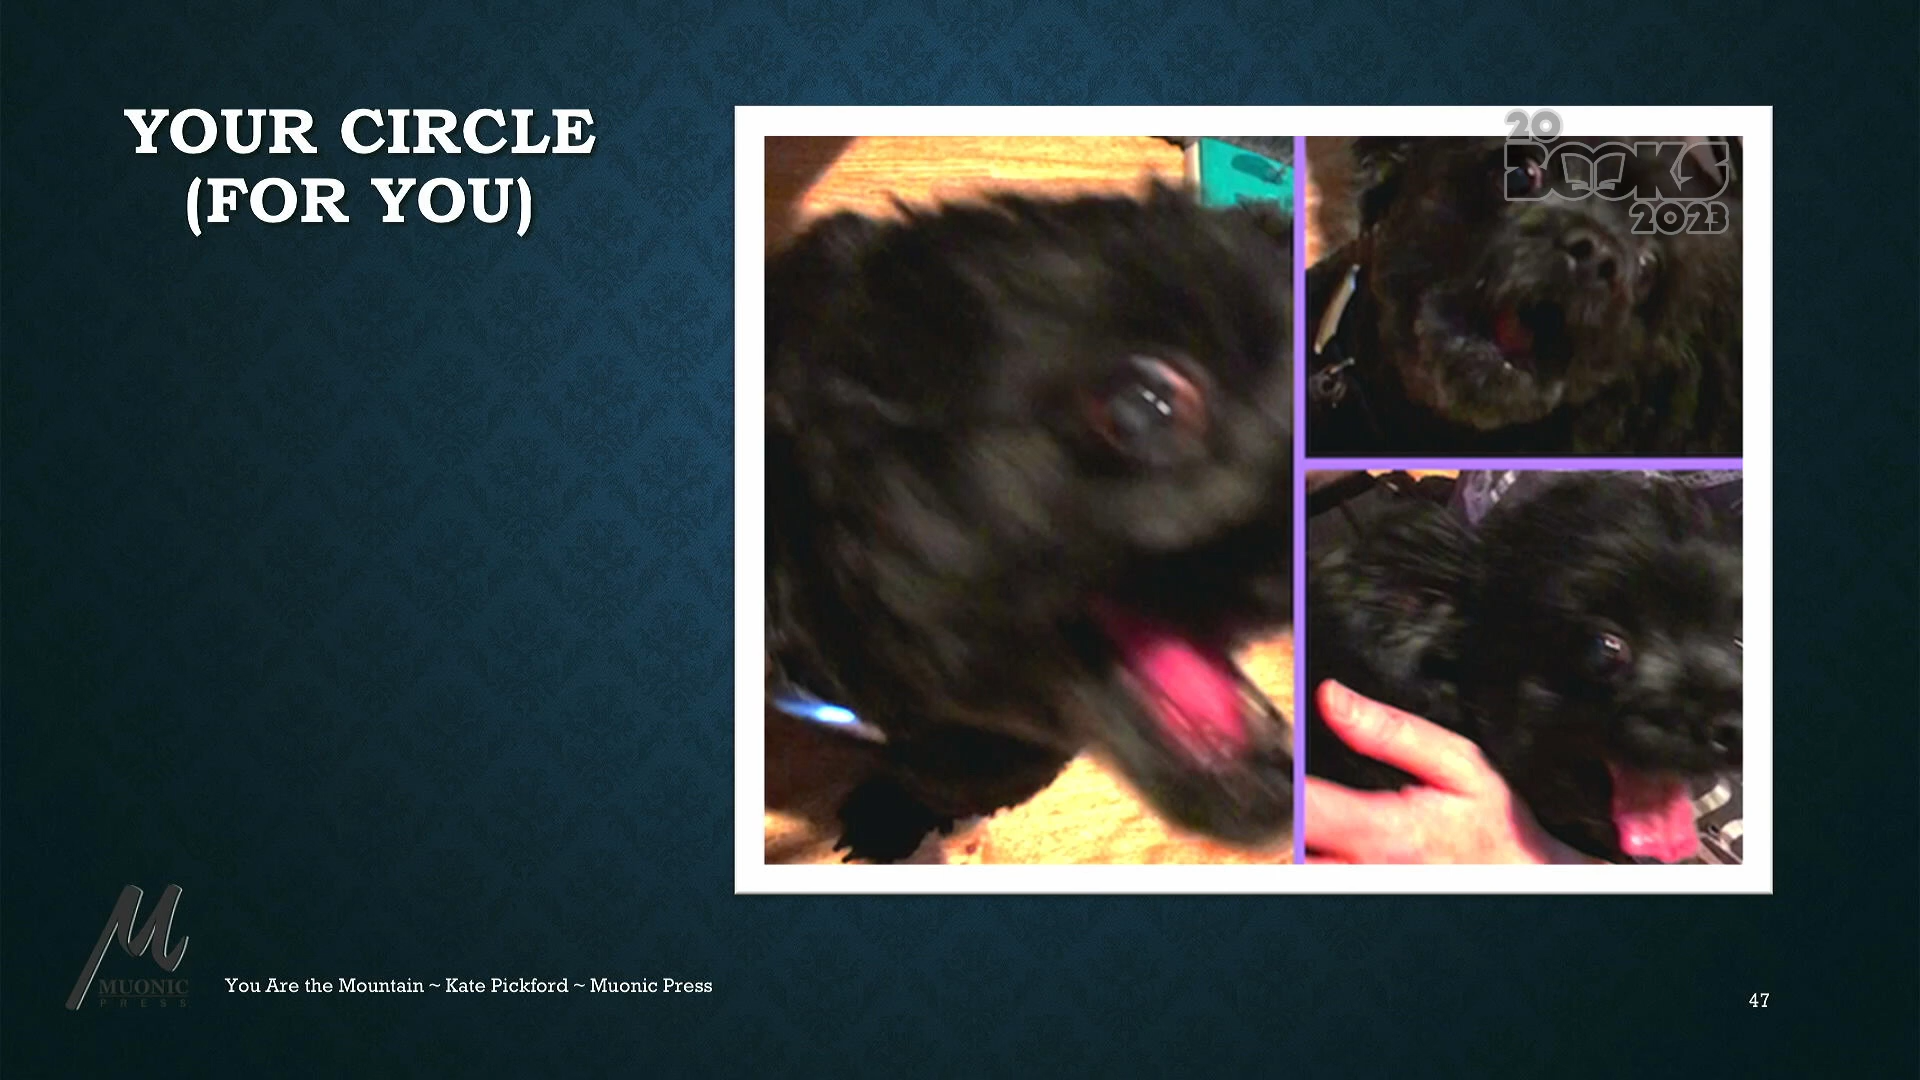 YOUR CIRCLE
(FOR YOU)
20
BOOKS
2023
MUONIC
PRESS
You Are the Mountain ~ Kate Pickford ~ Muonic Press
47